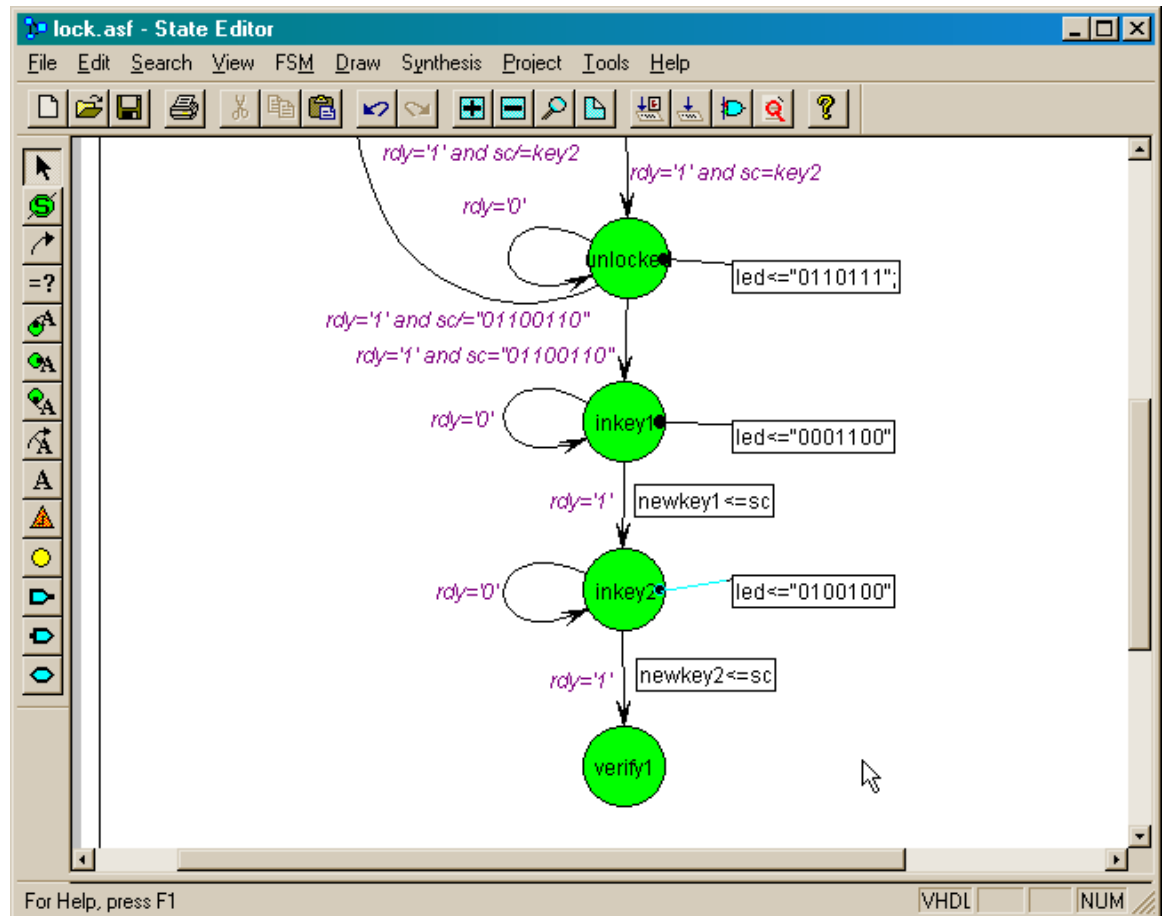 lock.asf - State Editor
File Edit Search View FSM Draw Synthesis Project Tools Help
rdy='1' and sc/=key2
rdy='1' and sc=key2
rdy='0'
unlocke
led<="0110111";
rdy='1' and sc/="01100110"
rdy='1' and sc="01100110"
rdy='0'
inkey1
led<="0001100"
rdy='1'
newkey1<=sc
rdy='0'
inkey2
led<="0100100"
rdy='1'
newkey2<=sc
verify1
=?
A
A
A
A
A
For Help, press F1
VHDL
NUM